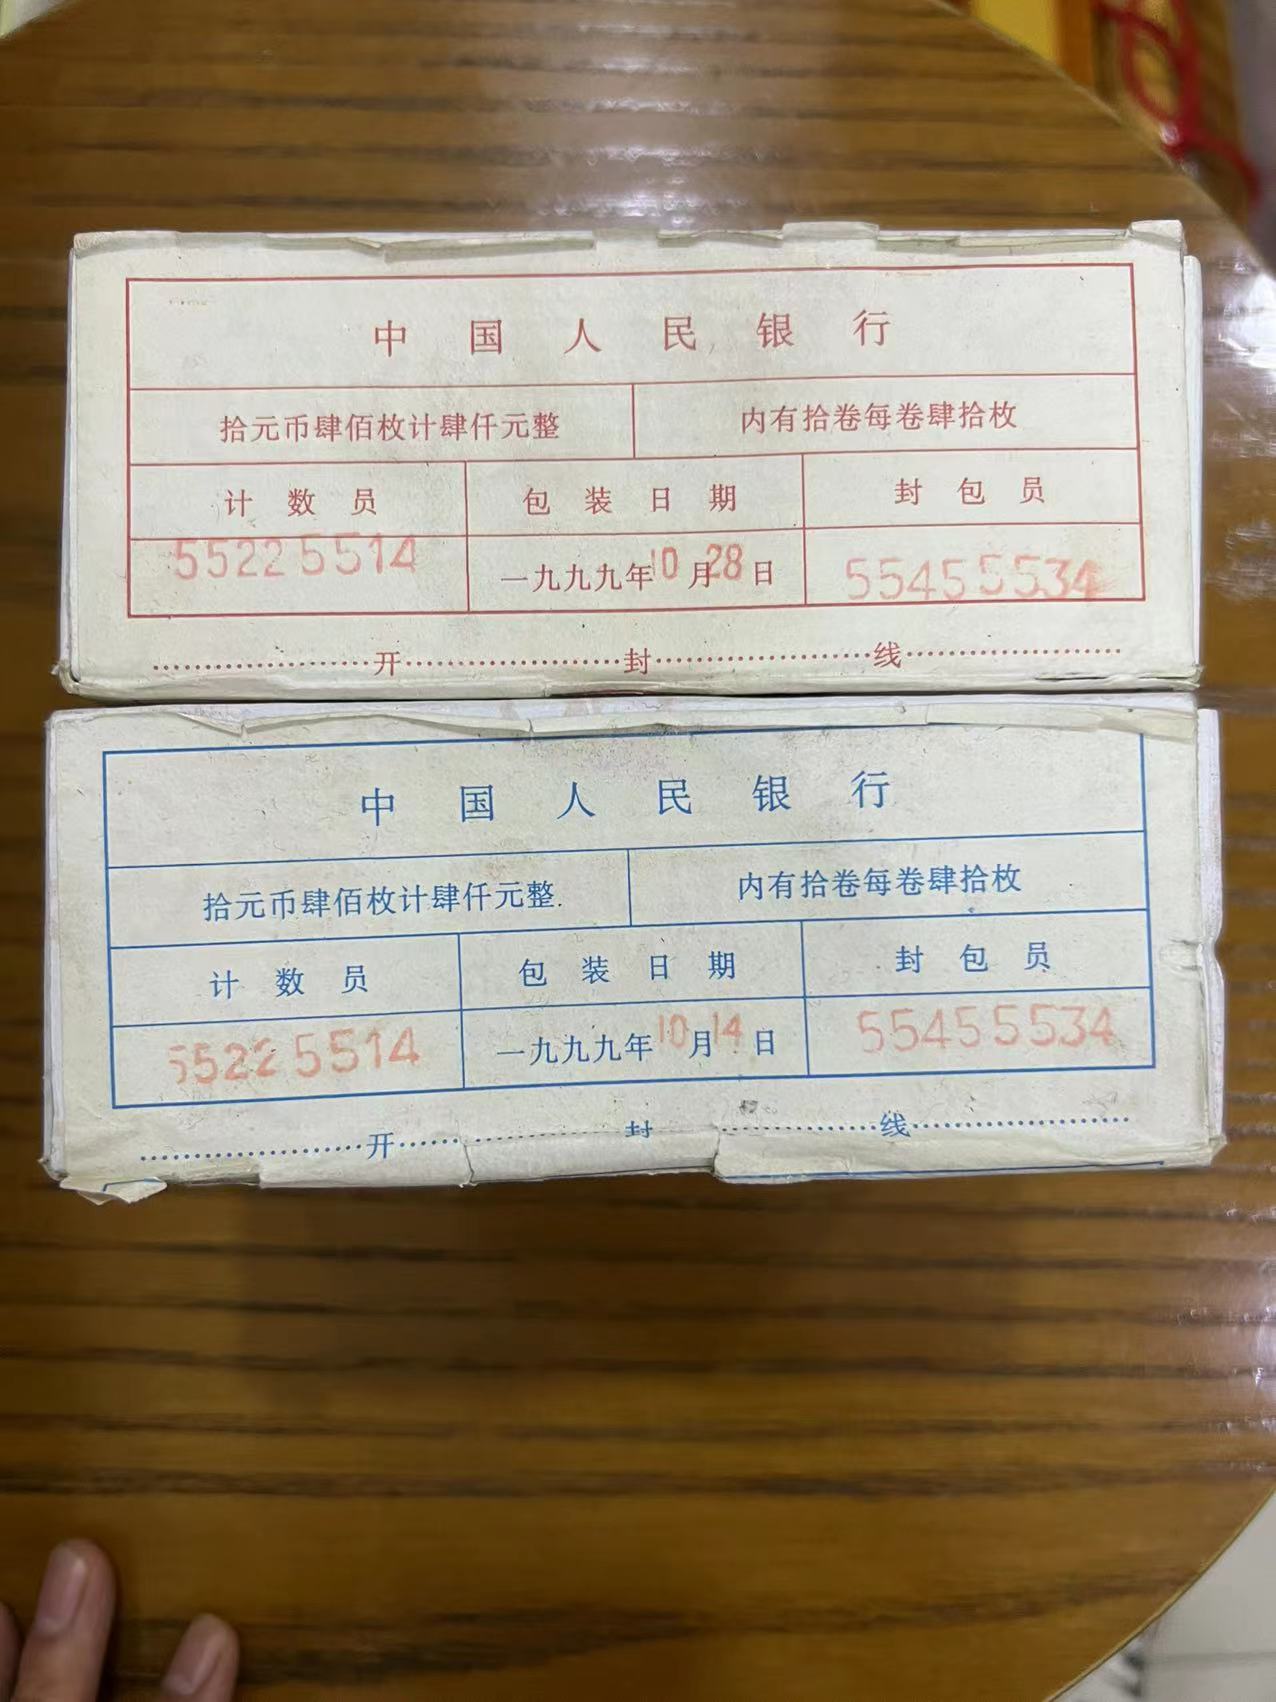 中国人民银行
拾元币肆佰枚计肆仟元整 内有拾卷每卷肆拾枚
计数员 包装日期 封包员
55225514 一九九九年10月28日 55455534
开封线
中国人民银行
拾元币肆佰枚计肆仟元整 内有拾卷每卷肆拾枚
计数员 包装日期 封包员
55225514 一九九九年10月14日 55455534
开封线